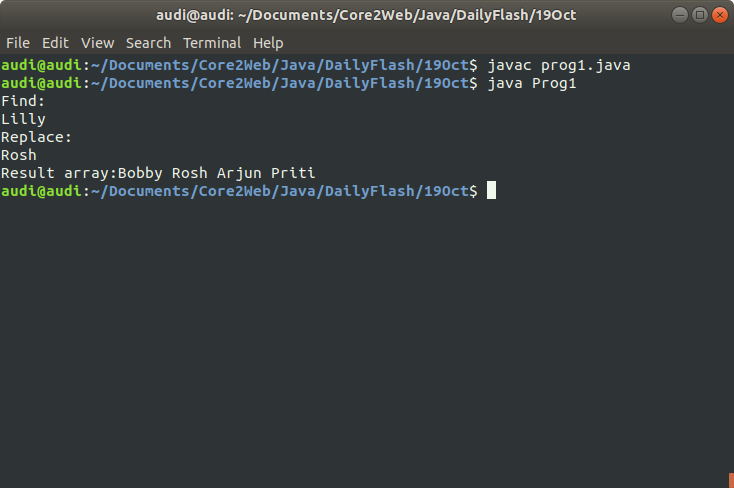 audi@audi: ~/Documents/Core2Web/Java/DailyFlash/19Oct
File Edit View Search Terminal Help
audi@audi:~/Documents/Core2Web/Java/DailyFlash/19Oct$ javac prog1.java
audi@audi:~/Documents/Core2Web/Java/DailyFlash/19Oct$ java Prog1
Find:
Lilly
Replace:
Rosh
Result array:Bobby Rosh Arjun Priti
audi@audi:~/Documents/Core2Web/Java/DailyFlash/19Oct$